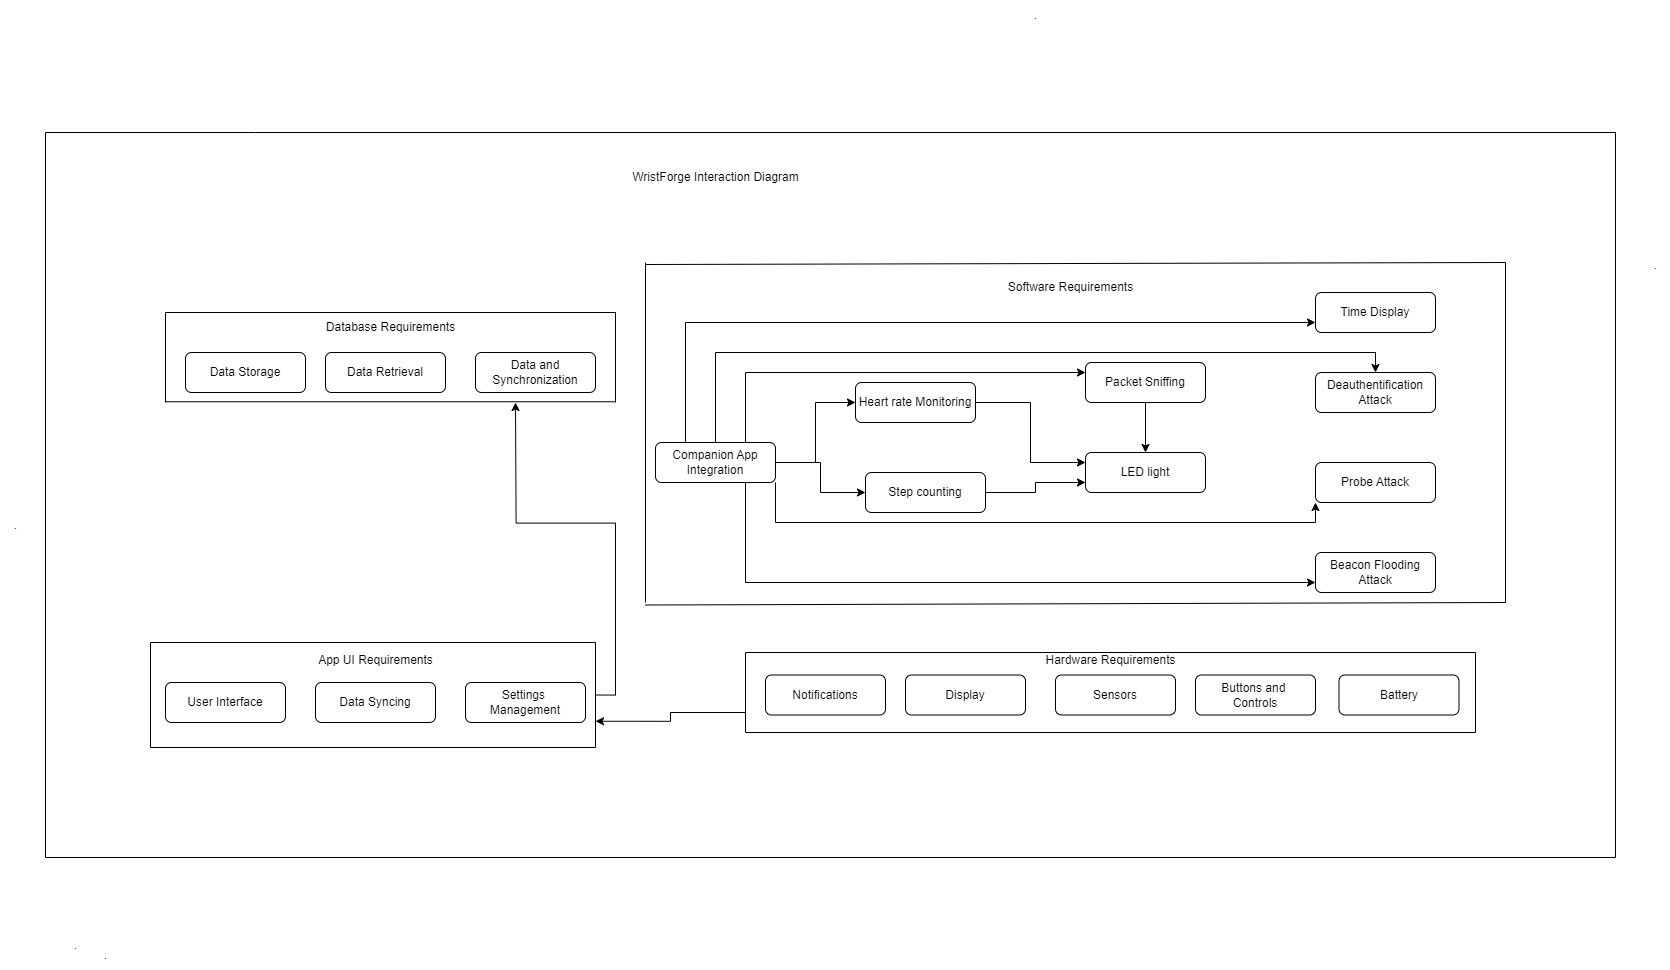 WristForge Interaction Diagram
Software Requirements
Time Display
Database Requirements
Data Storage
Data Retrieval
Data and
Synchronization
Packet Sniffing
Deauthentification
Attack
Heart rate Monitoring
Companion App
Integration
LED light
Step counting
Probe Attack
Beacon Flooding
Attack
App UI Requirements
User Interface
Data Syncing
Settings
Management
Hardware Requirements
Notifications
Display
Sensors
Buttons and
Controls
Battery